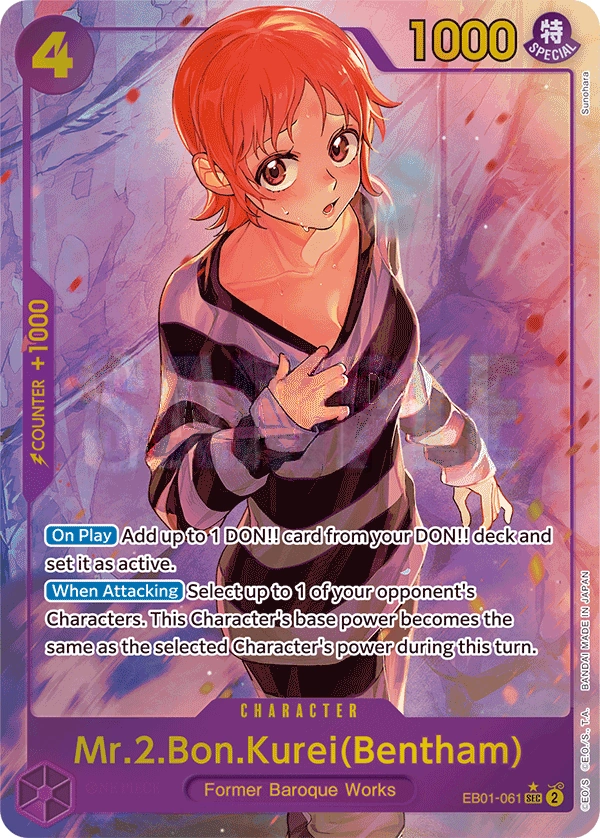 4
1000
特
SPECIAL
Sunohara
COUNTER +1000
SAMPLE
On Play Add up to 1 DON!! card from your DON!! deck and
set it as active.
When Attacking Select up to 1 of your opponent's
Characters. This Character's base power becomes the
same as the selected Character's power during this turn.
CHARACTER
Mr.2.Bon.Kurei(Bentham)
Former Baroque Works
EB01-061 SEC 2
©E.O/S ©E.O./S., T.A. BANDAI MADE IN JAPAN